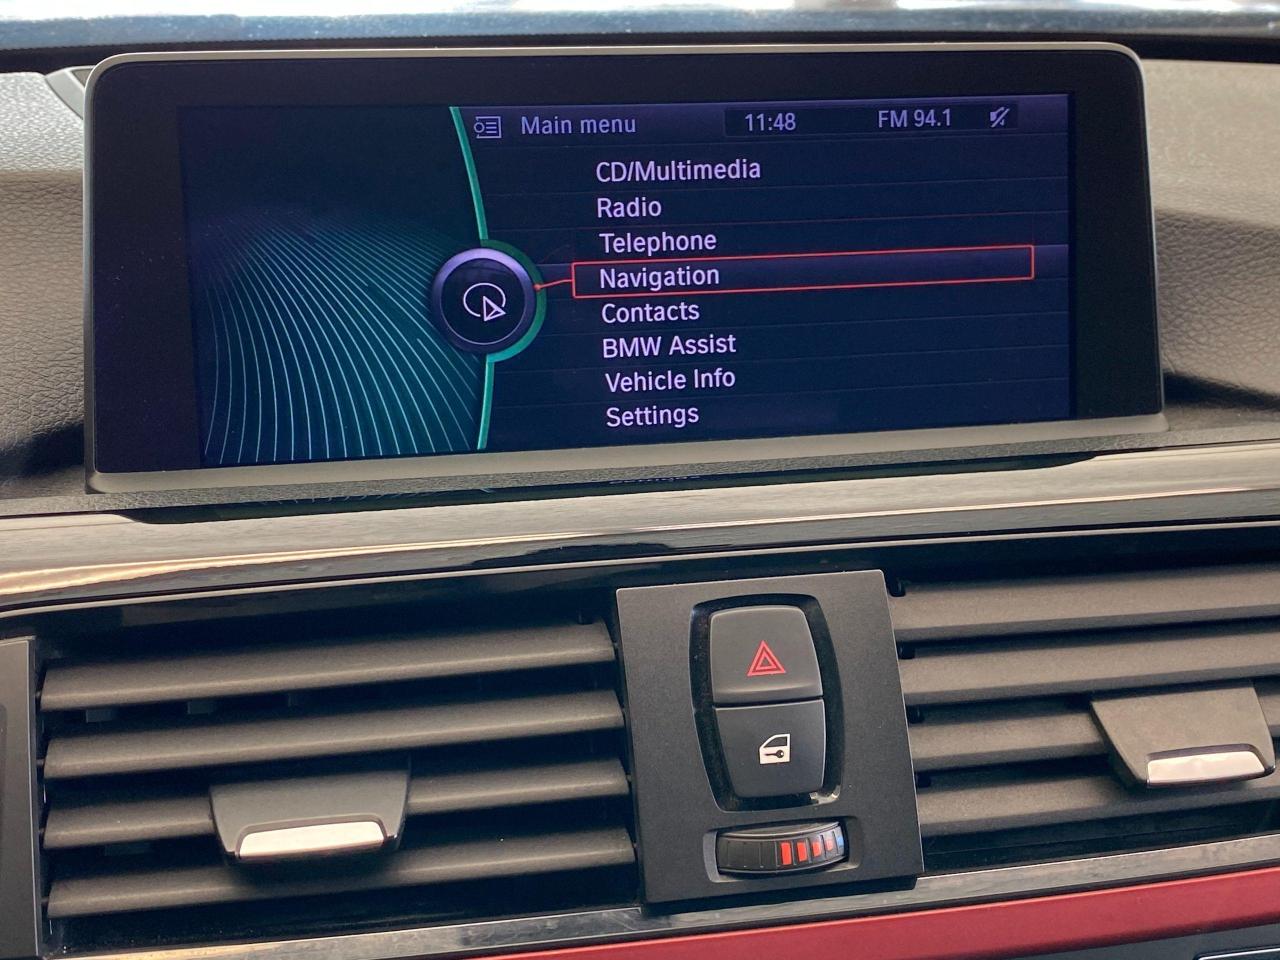 Main menu 11:48 FM 94.1
CD/Multimedia
Radio
Telephone
Navigation
Contacts
BMW Assist
Vehicle Info
Settings